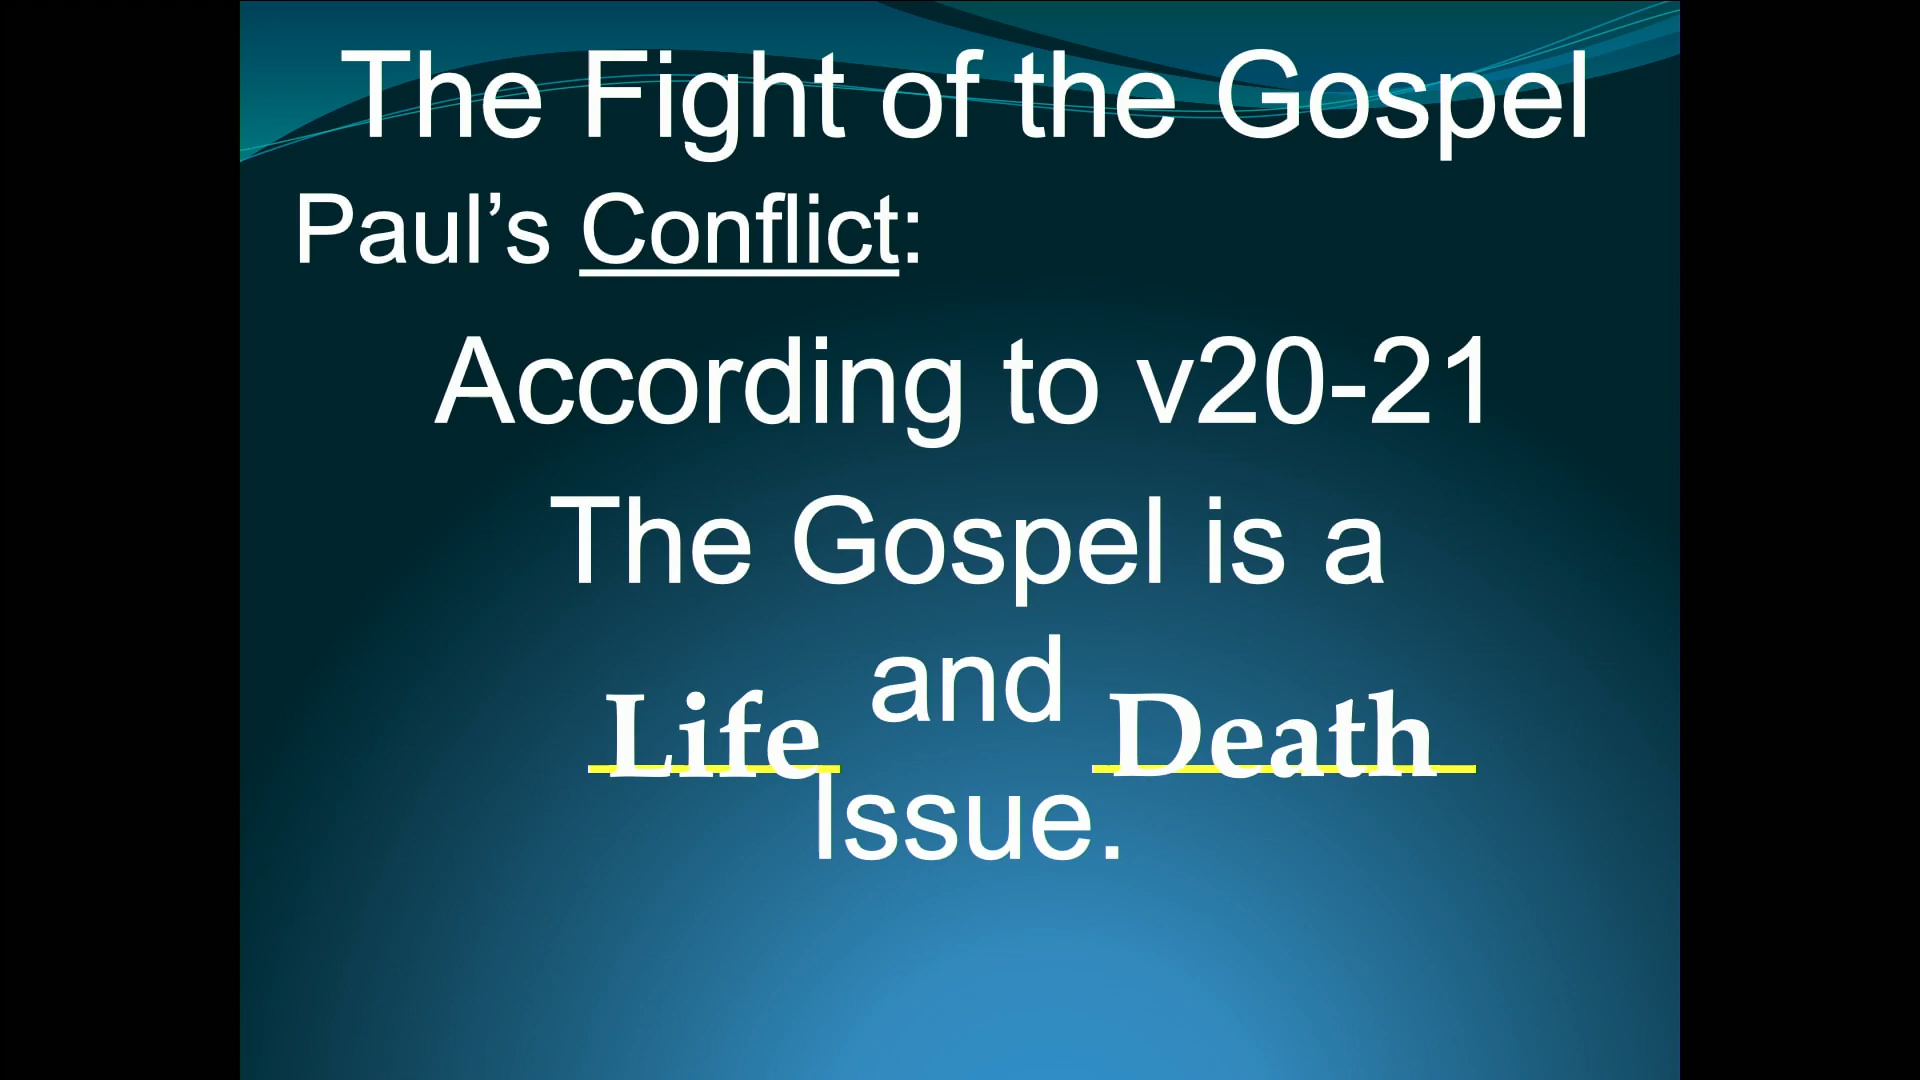 The Fight of the Gospel
Paul’s Conflict:
According to v20-21
The Gospel is a
Life and Death
Issue.